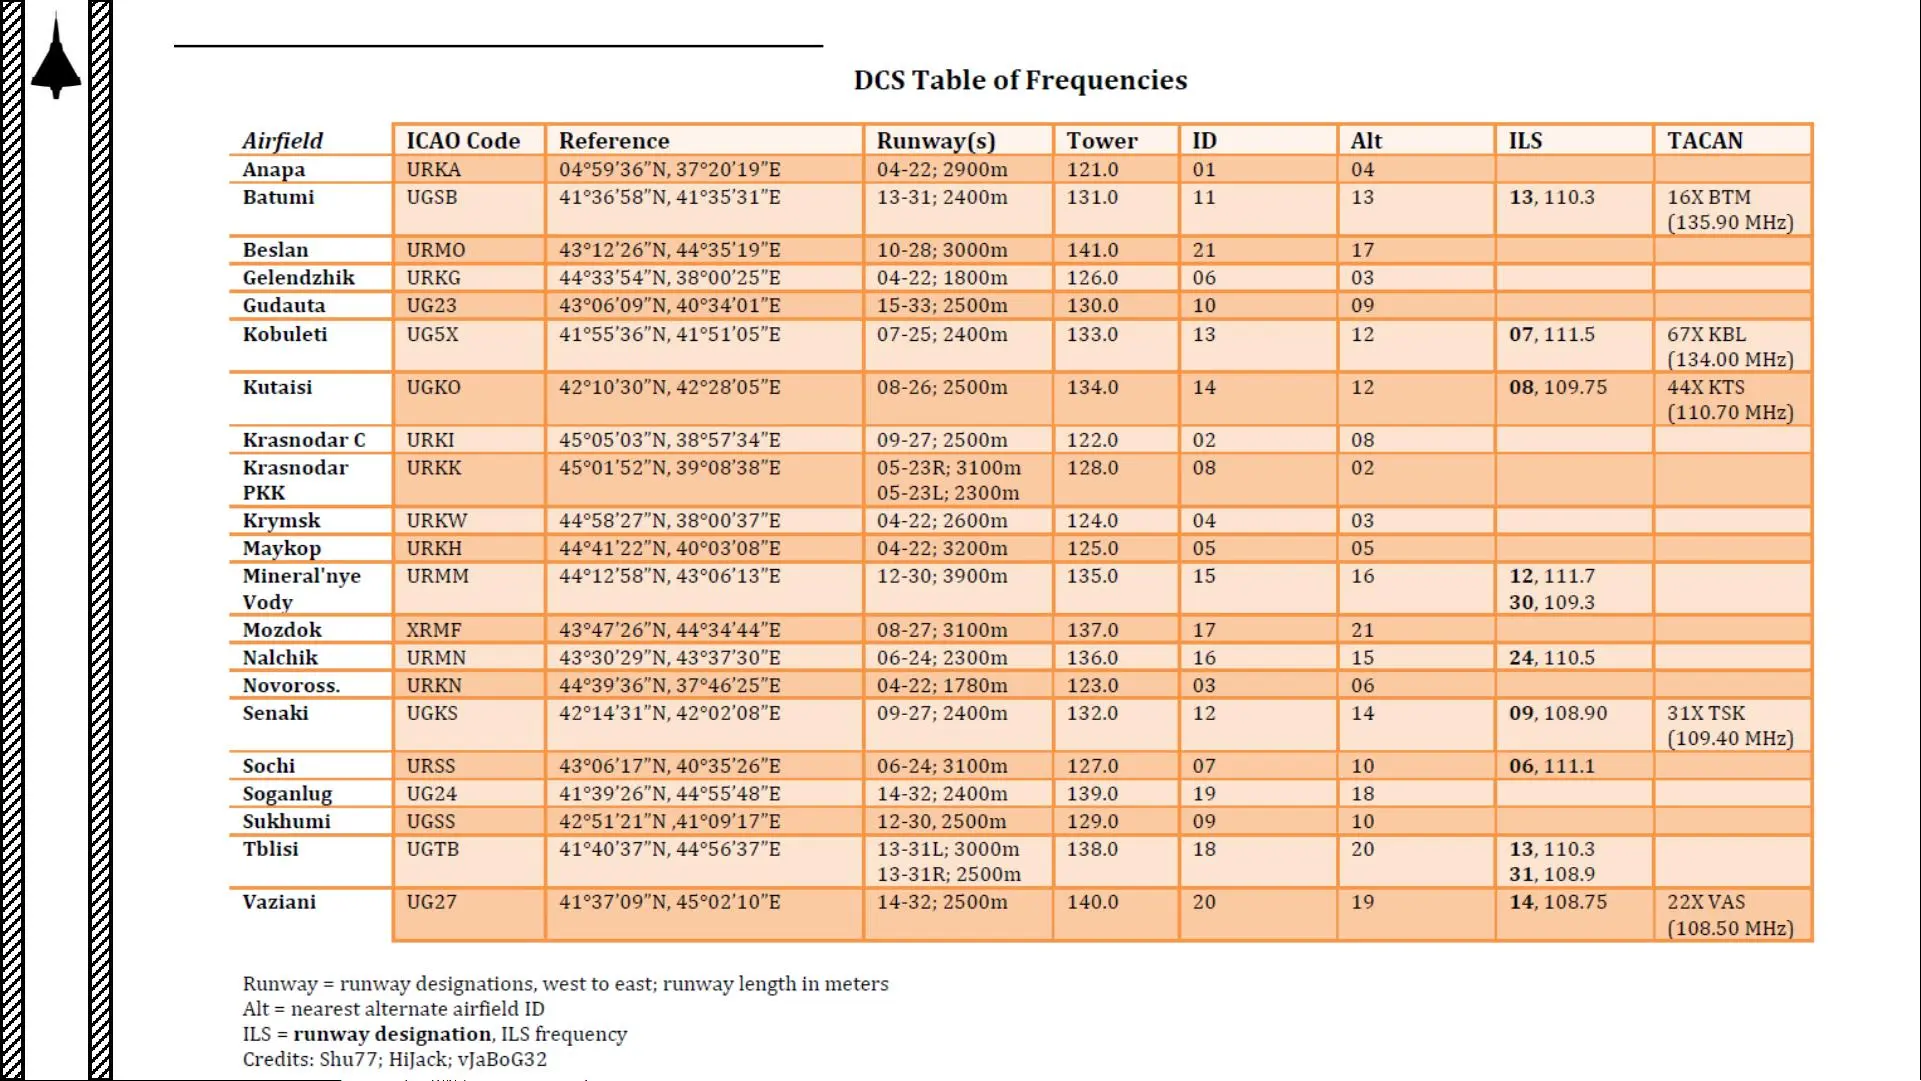 DCS Table of Frequencies
Airfield ICAO Code Reference Runway(s) Tower ID Alt ILS TACAN
Anapa URKA 04°59’36”N, 37°20’19”E 04-22; 2900m 121.0 01 04
Batumi UGSB 41°36’58”N, 41°35’31”E 13-31; 2400m 131.0 11 13 13, 110.3 16X BTM
(135.90 MHz)
Beslan URMO 43°12’26”N, 44°35’19”E 10-28; 3000m 141.0 21 17
Gelendzhik URKG 44°33’54”N, 38°00’25”E 04-22; 1800m 126.0 06 03
Gudauta UG23 43°06’09”N, 40°34’01”E 15-33; 2500m 130.0 10 09
Kobuleti UG5X 41°55’36”N, 41°51’05”E 07-25; 2400m 133.0 13 12 07, 111.5 67X KBL
(134.00 MHz)
Kutaisi UGKO 42°10’30”N, 42°28’05”E 08-26; 2500m 134.0 14 12 08, 109.75 44X KTS
(110.70 MHz)
Krasnodar C URKI 45°05’03”N, 38°57’34”E 09-27; 2500m 122.0 02 08
Krasnodar URKK 45°01’52”N, 39°08’38”E 05-23R; 3100m 128.0 08 02
PKK 05-23L; 2300m
Krymsk URKW 44°58’27”N, 38°00’37”E 04-22; 2600m 124.0 04 03
Maykop URKH 44°41’22”N, 40°03’08”E 04-22; 3200m 125.0 05 05
Mineral'nye URMM 44°12’58”N, 43°06’13”E 12-30; 3900m 135.0 15 16 12, 111.7
Vody 30, 109.3
Mozdok XRMF 43°47’26”N, 44°34’44”E 08-27; 3100m 137.0 17 21
Nalchik URMN 43°30’29”N, 43°37’30”E 06-24; 2300m 136.0 16 15 24, 110.5
Novoross. URKN 44°39’36”N, 37°46’25”E 04-22; 1780m 123.0 03 06
Senaki UGKS 42°14’31”N, 42°02’08”E 09-27; 2400m 132.0 12 14 09, 108.90 31X TSK
(109.40 MHz)
Sochi URSS 43°06’17”N, 40°35’26”E 06-24; 3100m 127.0 07 10 06, 111.1
Soganlug UG24 41°39’26”N, 44°55’48”E 14-32; 2400m 139.0 19 18
Sukhumi UGSS 42°51’21”N ,41°09’17”E 12-30, 2500m 129.0 09 10
Tblisi UGTB 41°40’37”N, 44°56’37”E 13-31L; 3000m 138.0 18 20 13, 110.3
13-31R; 2500m 31, 108.9
Vaziani UG27 41°37’09”N, 45°02’10”E 14-32; 2500m 140.0 20 19 14, 108.75 22X VAS
(108.50 MHz)
Runway = runway designations, west to east; runway length in meters
Alt = nearest alternate airfield ID
ILS = runway designation, ILS frequency
Credits: Shu77; HiJack; vJaBoG32